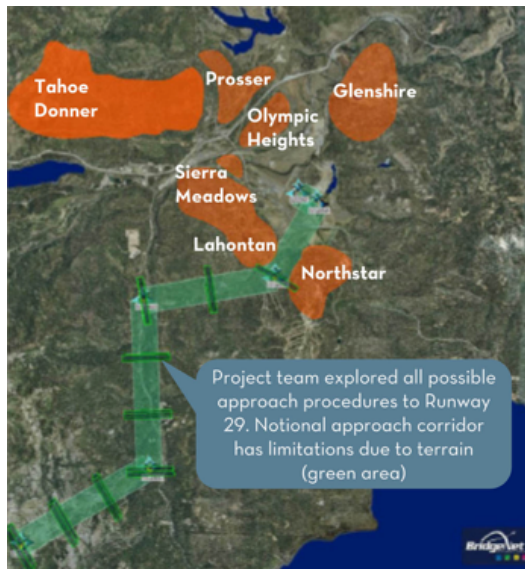 Tahoe
Donner
Prosser
Glenshire
Olympic
Heights
Sierra
Meadows
Lahontan
Northstar
Project team explored all possible
approach procedures to Runway
29. Notional approach corridor
has limitations due to terrain
(green area)
BridgeNet